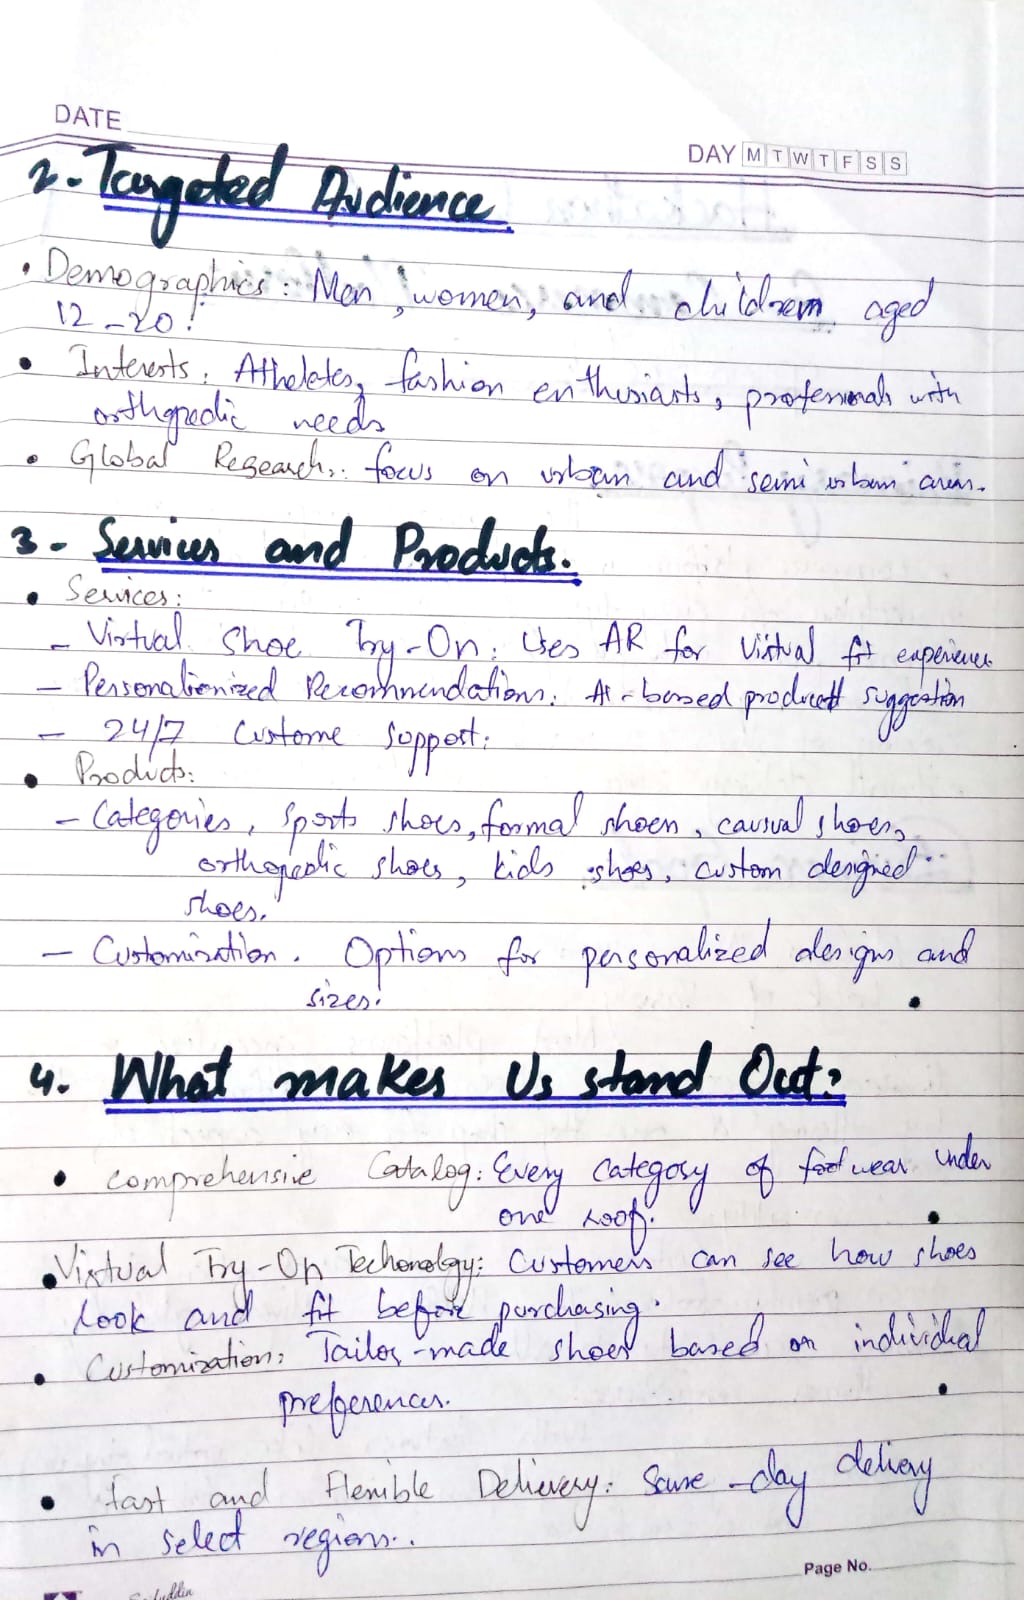 DATE
DAY M T W T F S S
2. Targeted Audience
• Demographics: Men, women, and children aged
12-20!
• Interests: Atheletes, fashion enthusiasts, professionals with
orthopedic needs
• Global Research: focus on urban and semi urban areas.
3- Services and Products.
• Services:
- Virtual Shoe Try-On: Uses AR for Virtual fit experience
- Personalionized Recommendations: AI-based product suggestion
- 24/7 Custome Support:
• Products:
- Categories, sports shoes, formal shoes, causual shoes,
orthopedic shoes, kids shoes, custom designed
shoes.
- Customization. Options for personalized designs and
sizes.
4. What makes Us stand Out?
• Comprehensive Catalog: Every Category of footwear under
one roof.
• Virtual Try-On Techonology: Customers can see how shoes
look and fit before purchasing.
• Customization: Tailor-made shoes based on individual
preferences.
• fast and Flexible Delievery: Same-day delivery
in select regions..
Page No.